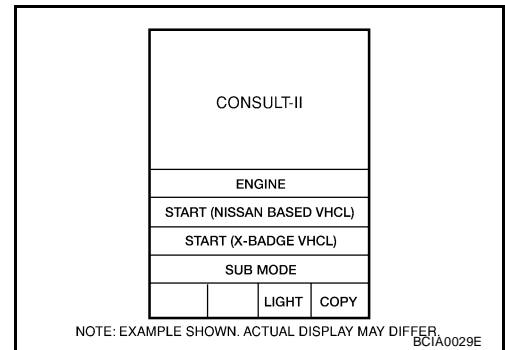 CONSULT-II
ENGINE
START (NISSAN BASED VHCL)
START (X-BADGE VHCL)
SUB MODE
LIGHT COPY
NOTE: EXAMPLE SHOWN. ACTUAL DISPLAY MAY DIFFER.
BCIA0029E